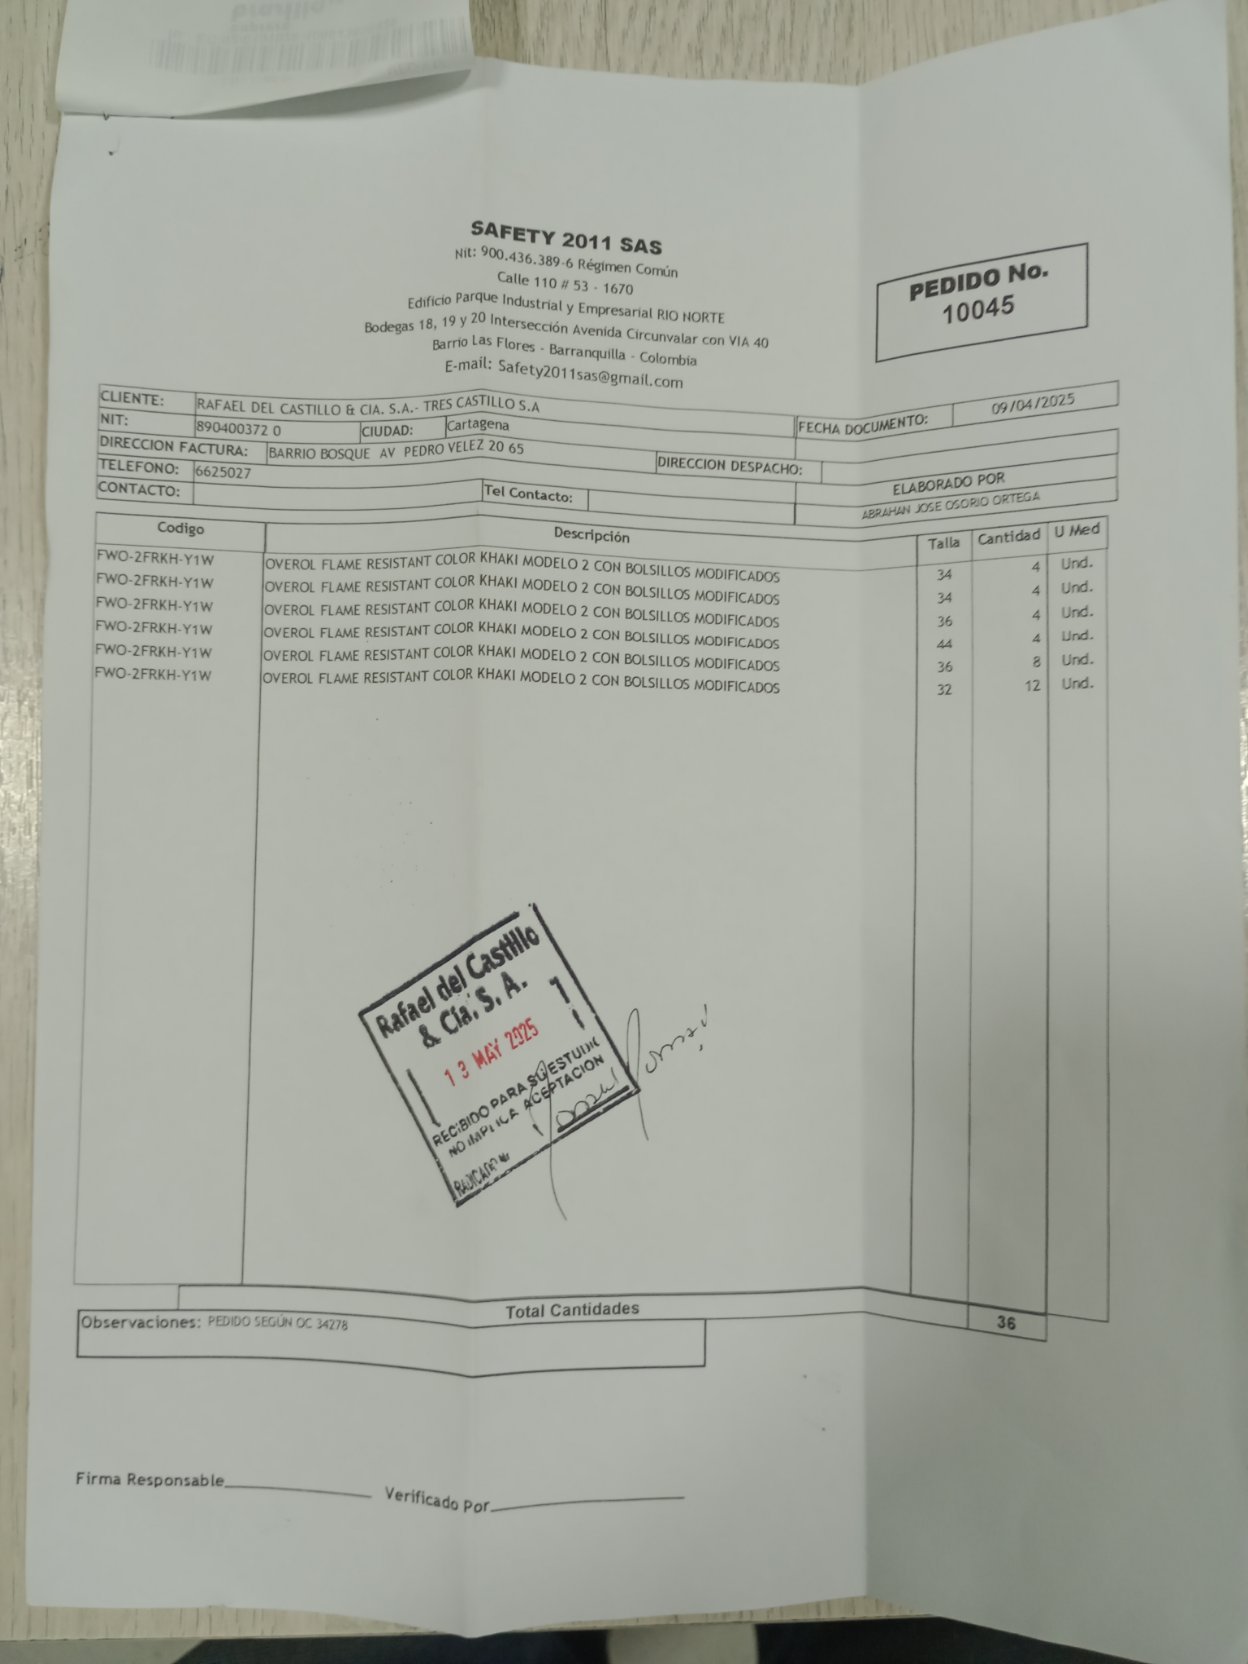 SAFETY 2011 SAS
Nit: 900.436.389-6 Régimen Común
Calle 110 # 53 - 1670
Edificio Parque Industrial y Empresarial RIO NORTE
Bodegas 18, 19 y 20 Intersección Avenida Circunvalar con VIA 40
Barrio Las Flores - Barranquilla - Colombia
E-mail: Safety2011sas@gmail.com
PEDIDO No.
10045
CLIENTE: RAFAEL DEL CASTILLO & CIA. S.A.- TRES CASTILLO S.A
FECHA DOCUMENTO: 09/04/2025
NIT: 890400372 0 CIUDAD: Cartagena
DIRECCION FACTURA: BARRIO BOSQUE AV PEDRO VELEZ 20 65 DIRECCION DESPACHO:
TELEFONO: 6625027
ELABORADO POR
CONTACTO: Tel Contacto: ABRAHAN JOSE OSORIO ORTEGA
Codigo Descripción Talla Cantidad U Med
FWO-2FRKH-Y1W OVEROL FLAME RESISTANT COLOR KHAKI MODELO 2 CON BOLSILLOS MODIFICADOS 34 4 Und.
FWO-2FRKH-Y1W OVEROL FLAME RESISTANT COLOR KHAKI MODELO 2 CON BOLSILLOS MODIFICADOS 34 4 Und.
FWO-2FRKH-Y1W OVEROL FLAME RESISTANT COLOR KHAKI MODELO 2 CON BOLSILLOS MODIFICADOS 36 4 Und.
FWO-2FRKH-Y1W OVEROL FLAME RESISTANT COLOR KHAKI MODELO 2 CON BOLSILLOS MODIFICADOS 44 4 Und.
FWO-2FRKH-Y1W OVEROL FLAME RESISTANT COLOR KHAKI MODELO 2 CON BOLSILLOS MODIFICADOS 36 8 Und.
FWO-2FRKH-Y1W OVEROL FLAME RESISTANT COLOR KHAKI MODELO 2 CON BOLSILLOS MODIFICADOS 32 12 Und.
Rafael del Castillo
& Cía. S. A.
13 MAY 2025
RECIBIDO PARA SU ESTUDIO
NO IMPLICA ACEPTACION
Total Cantidades 36
Observaciones: PEDIDO SEGÚN OC 34278
Firma Responsable
Verificado Por